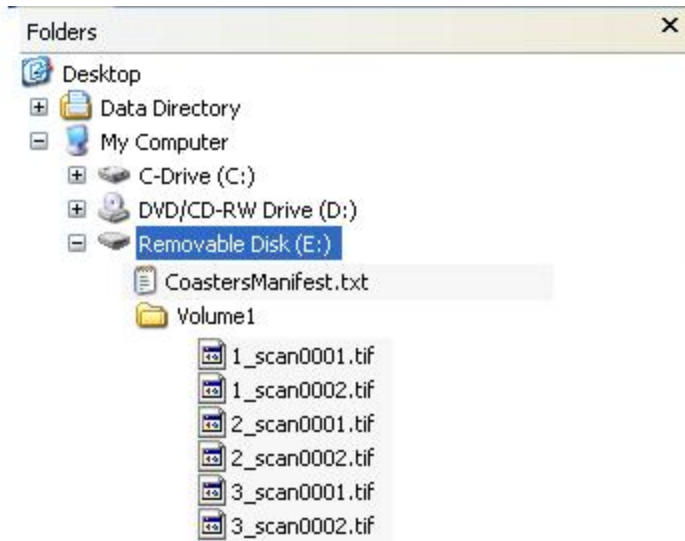 Folders
Desktop
Data Directory
My Computer
C-Drive (C:)
DVD/CD-RW Drive (D:)
Removable Disk (E:)
CoastersManifest.txt
Volume1
1_scan0001.tif
1_scan0002.tif
2_scan0001.tif
2_scan0002.tif
3_scan0001.tif
3_scan0002.tif